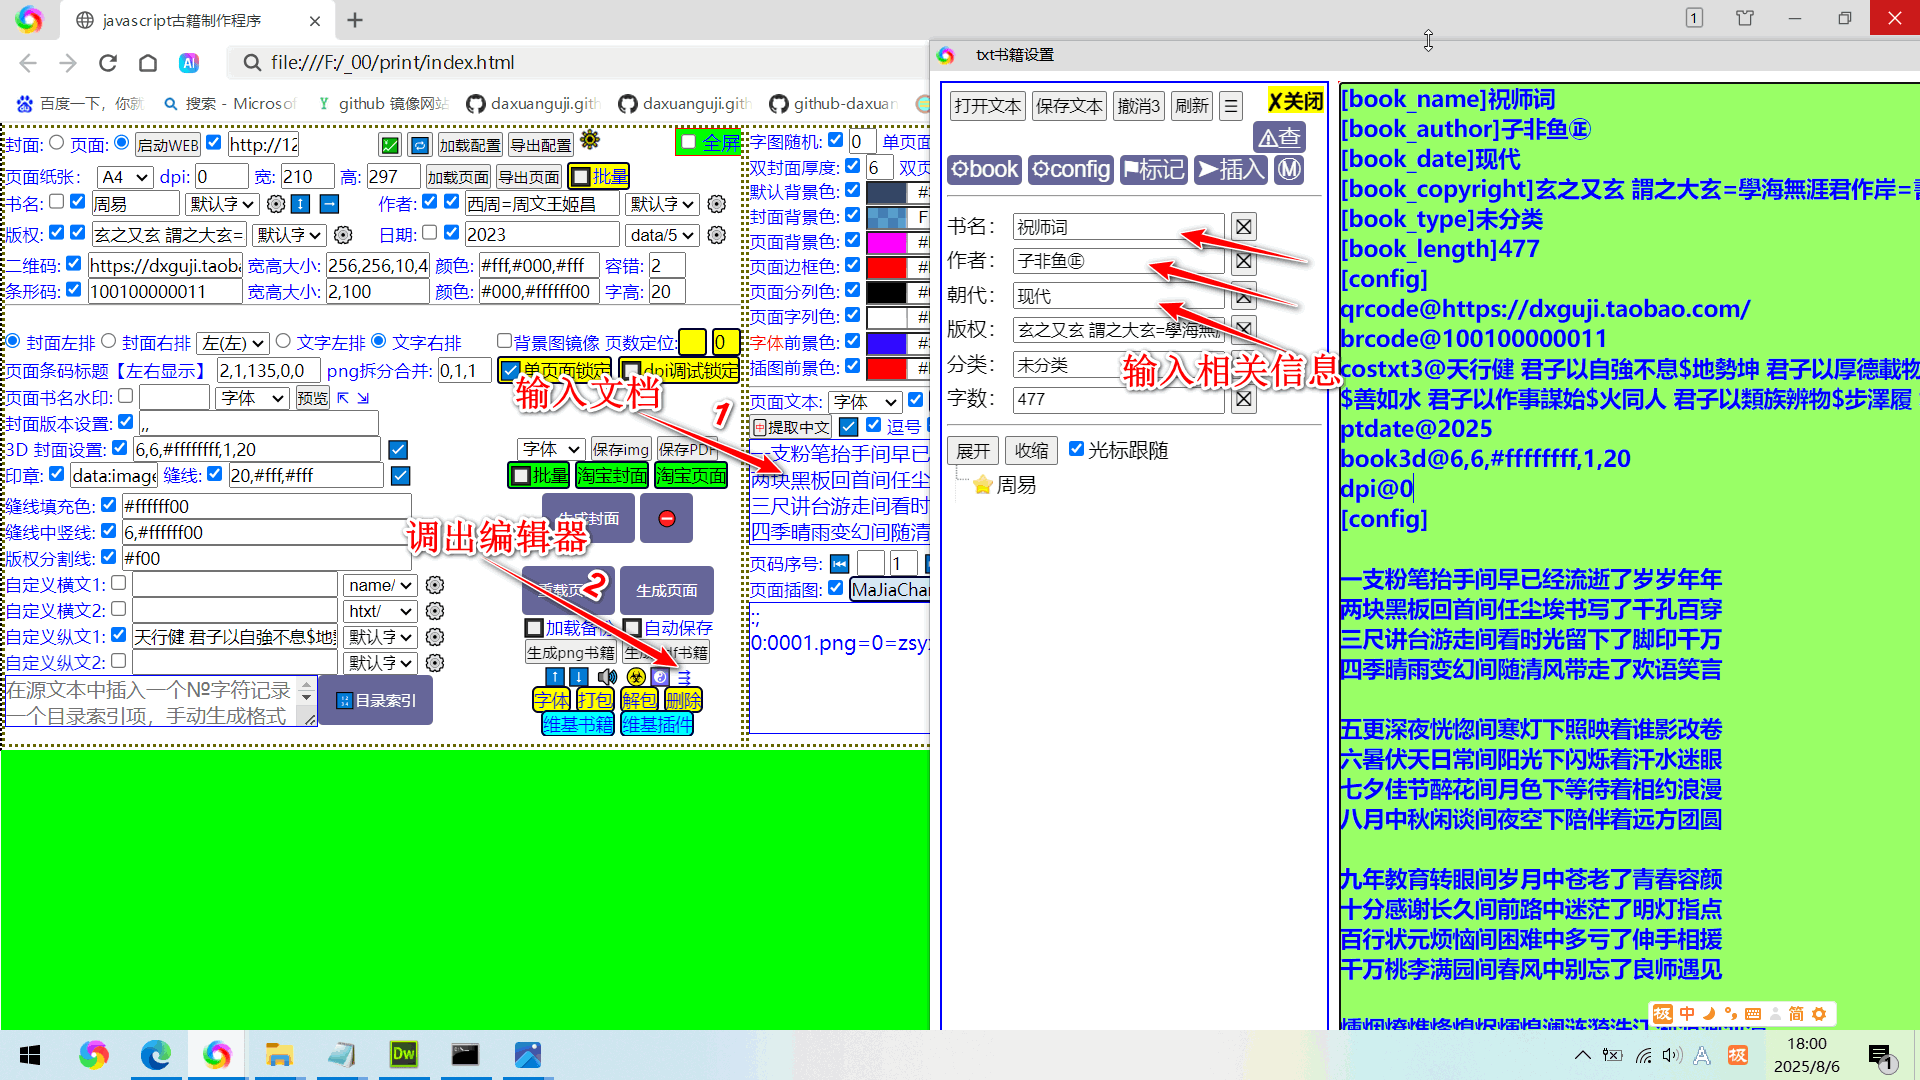 javascript古籍制作程序
1
file:///F:/_00/print/index.html
百度一下，你就
搜索 - Microsof
github 镜像网站
daxuanguji.gith
daxuanguji.gith
github-daxuan
封面:
页面:
启动WEB
http://12
加载配置
导出配置
全屏
页面纸张:
A4
dpi:
0
宽:
210
高:
297
加载页面
导出页面
批量
书名:
周易
默认字
作者:
西周=周文王姬昌
默认字
版权:
玄之又玄 謂之大玄=
默认字
日期:
2023
data/5
二维码:
https://dxguji.taoba
宽高大小:
256,256,10,4
颜色:
#fff,#000,#fff
容错:
2
条形码:
100100000011
宽高大小:
2,100
颜色:
#000,#ffffff00
字高:
20
封面左排
封面右排
左(左)
文字左排
文字右排
背景图镜像
页数定位:
0
页面条码标题【左右显示】
2,1,135,0,0
png拆分合并:
0,1,1
单页面锁定
dpi调试锁定
页面书名水印:
字体
预览
输入文档
1
封面版本设置:
,,
3D 封面设置:
6,6,#ffffffff,1,20
字体
保存img
保存PDF
印章:
data:image
缝线:
20,#fff,#fff
批量
淘宝封面
淘宝页面
缝线填充色:
#ffffff00
缝线中竖线:
6,#ffffff00
调出编辑器
版权分割线:
#f00
自定义横文1:
name/
2
生成页面
自定义横文2:
htxt/
自定义纵文1:
天行健 君子以自強不息$地
默认字
加载备份
自动保存
自定义纵文2:
默认字
生成png书籍
在源文本中插入一个№字符记录
一个目录索引项，手动生成格式
目录索引
字体
打包
解包
删除
维基书籍
维基插件
字图随机:
0
单页面
双封面厚度:
6
双页
默认背景色:
封面背景色:
F
页面背景色:
页面边框色:
页面分列色:
页面字列色:
字体前景色:
插图前景色:
页面文本:
字体
提取中文
逗号
一支粉笔抬手间早已
两块黑板回首间任尘
三尺讲台游走间看时
四季晴雨变幻间随清
页码序号:
1
页面插图:
MaJiaChar
:;
0:0001.png=0=zsy
txt书籍设置
打开文本
保存文本
撤消3
刷新
☰
✗关闭
⚠查
⚙book
⚙config
标记
➤插入
Ⓜ
书名：
祝师词
作者：
子非鱼㊣
朝代：
现代
版权：
玄之又玄 謂之大玄=學海無
分类：
未分类
字数：
477
输入相关信息
展开
收缩
光标跟随
周易
[book_name]祝师词
[book_author]子非鱼㊣
[book_date]现代
[book_copyright]玄之又玄 謂之大玄=學海無涯君作岸=
[book_type]未分类
[book_length]477
[config]
qrcode@https://dxguji.taobao.com/
brcode@100100000011
costxt3@天行健 君子以自強不息$地勢坤 君子以厚德載物
$善如水 君子以作事謀始$火同人 君子以類族辨物$步澤履
ptdate@2025
book3d@6,6,#ffffffff,1,20
dpi@0
[config]
一支粉笔抬手间早已经流逝了岁岁年年
两块黑板回首间任尘埃书写了千孔百穿
三尺讲台游走间看时光留下了脚印千万
四季晴雨变幻间随清风带走了欢语笑言
五更深夜恍惚间寒灯下照映着谁影改卷
六暑伏天日常间阳光下闪烁着汗水迷眼
七夕佳节醉花间月色下等待着相约浪漫
八月中秋闲谈间夜空下陪伴着远方团圆
九年教育转眼间岁月中苍老了青春容颜
十分感谢长久间前路中迷茫了明灯指点
百行状元烦恼间困难中多亏了伸手相援
千万桃李满园间春风中别忘了良师遇见
极
中
简
极
18:00
2025/8/6
1